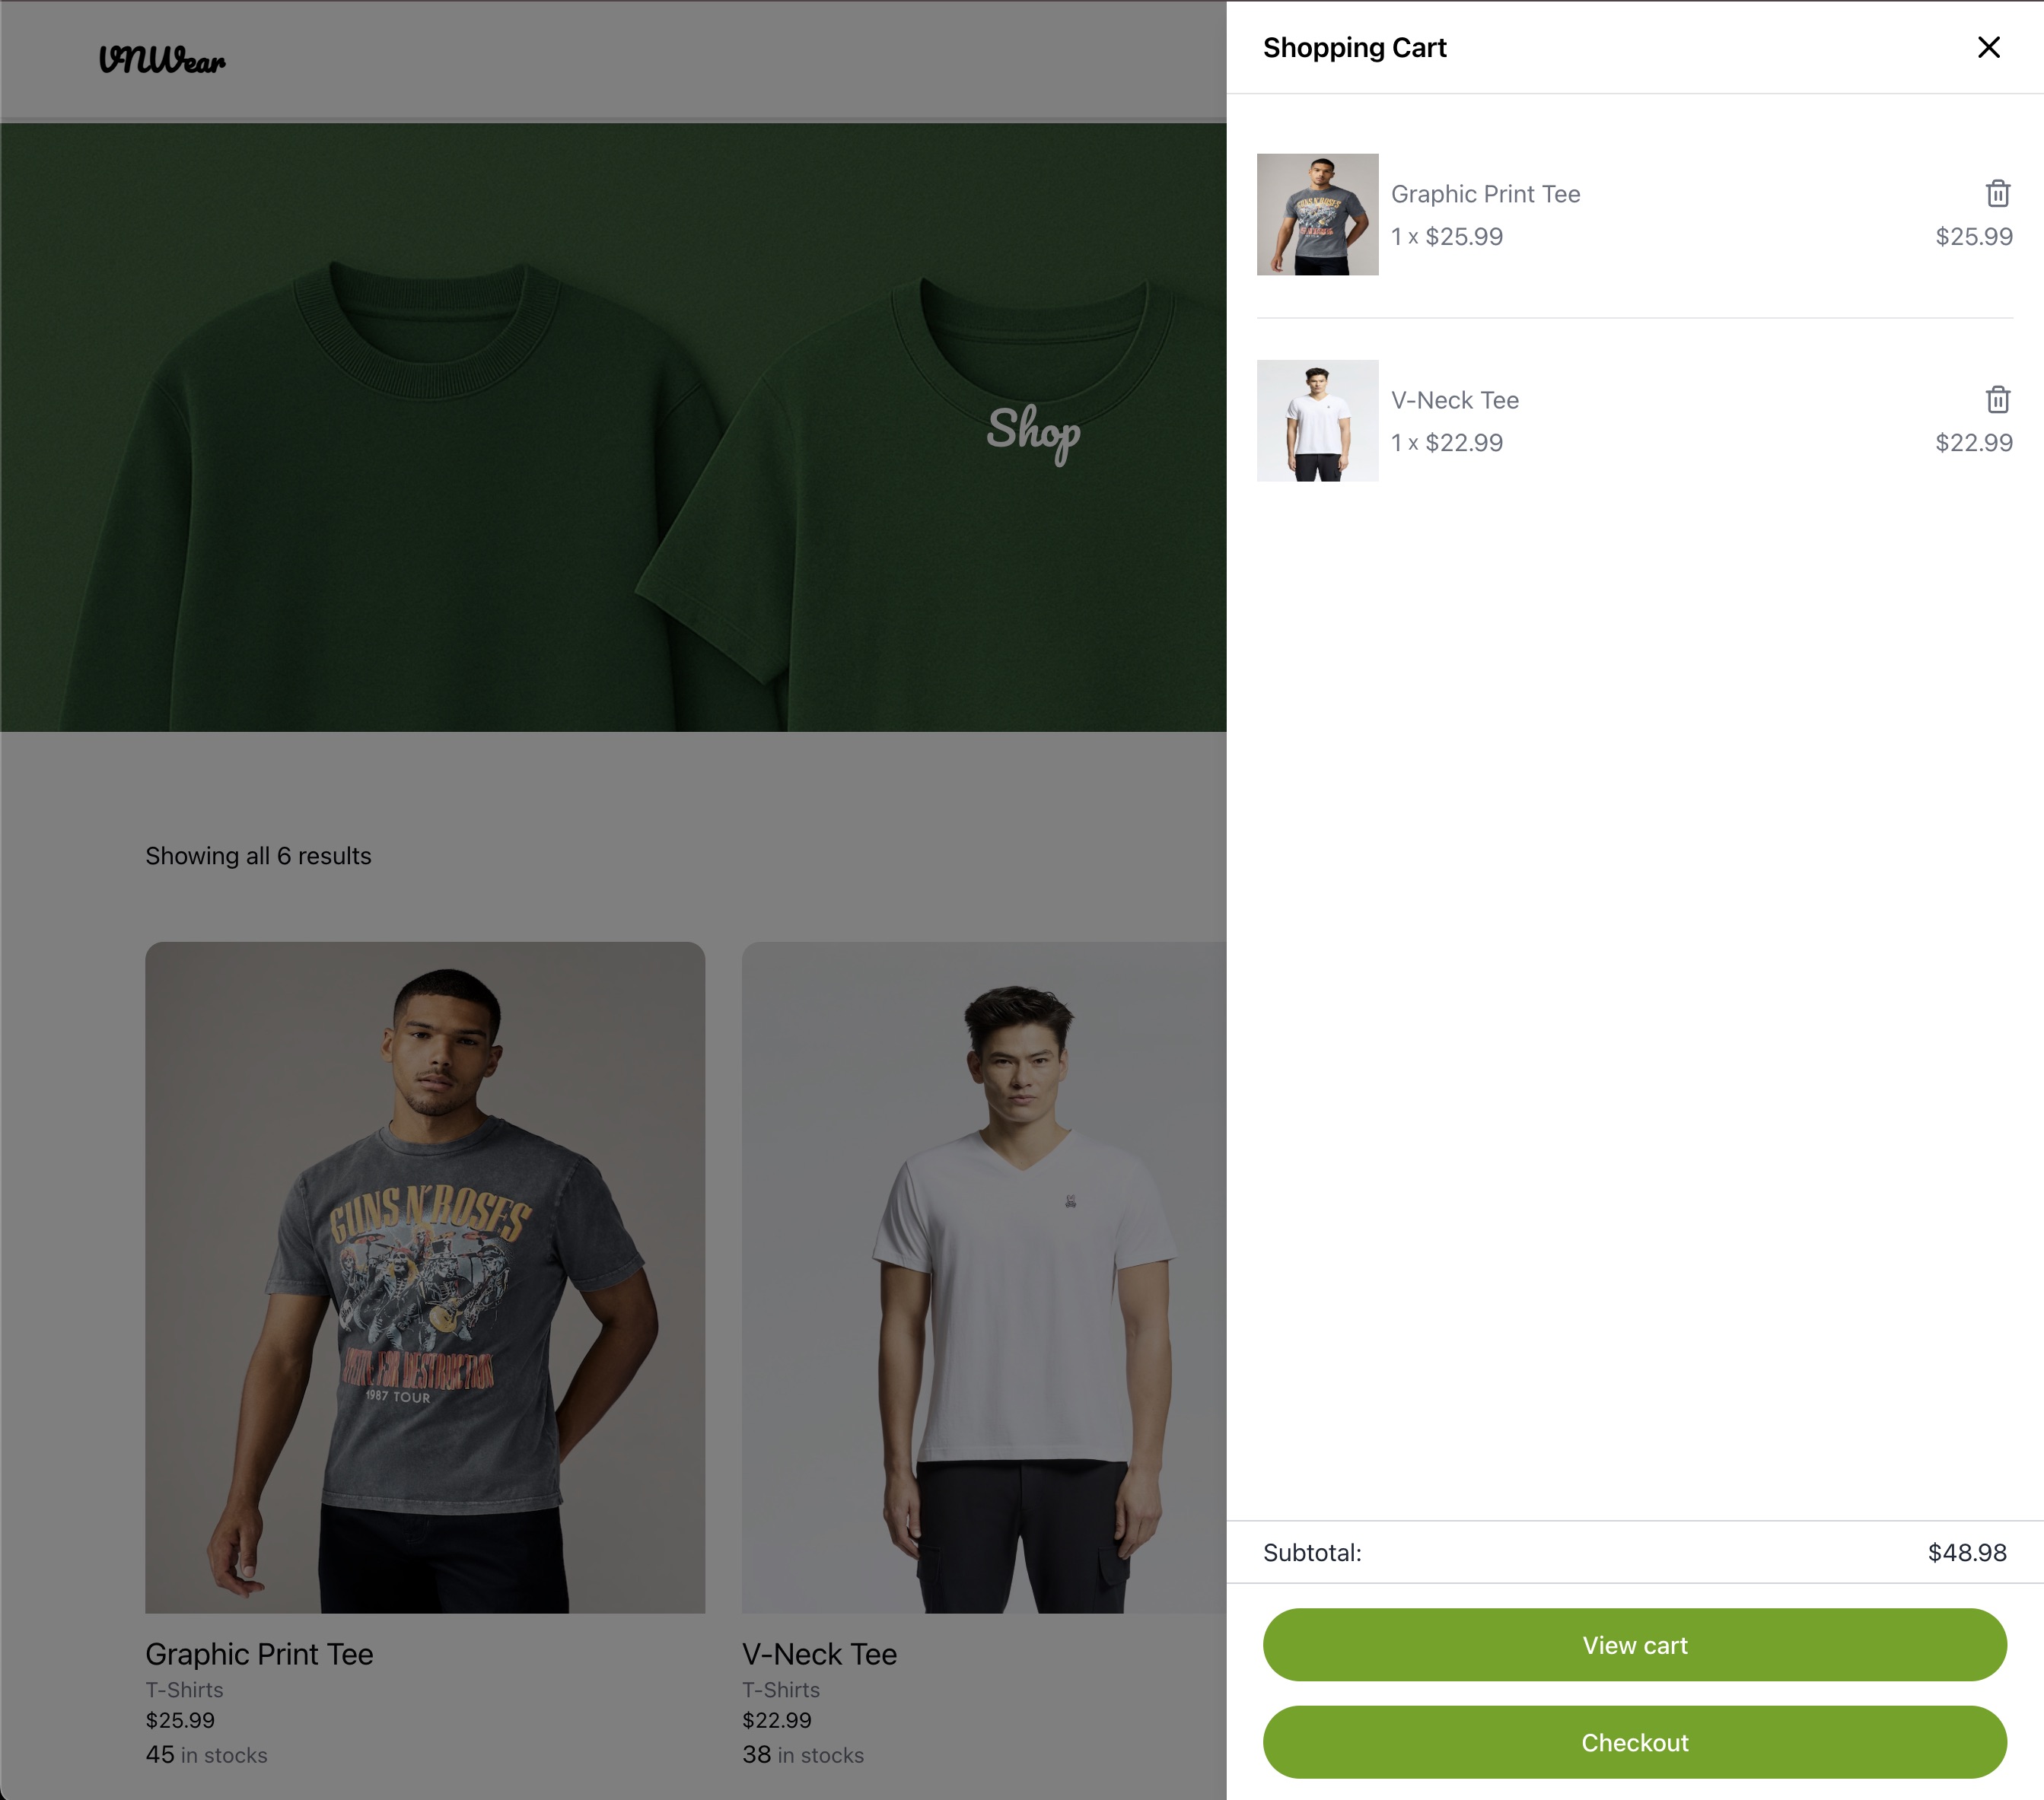 VNWear
Shop
Showing all 6 results
GUNS N' ROSES
FOR DESTRUCTION
1987 TOUR
Graphic Print Tee
T-Shirts
$25.99
45 in stocks
V-Neck Tee
T-Shirts
$22.99
38 in stocks
Shopping Cart
Graphic Print Tee
1 x $25.99
$25.99
V-Neck Tee
1 x $22.99
$22.99
Subtotal:
$48.98
View cart
Checkout